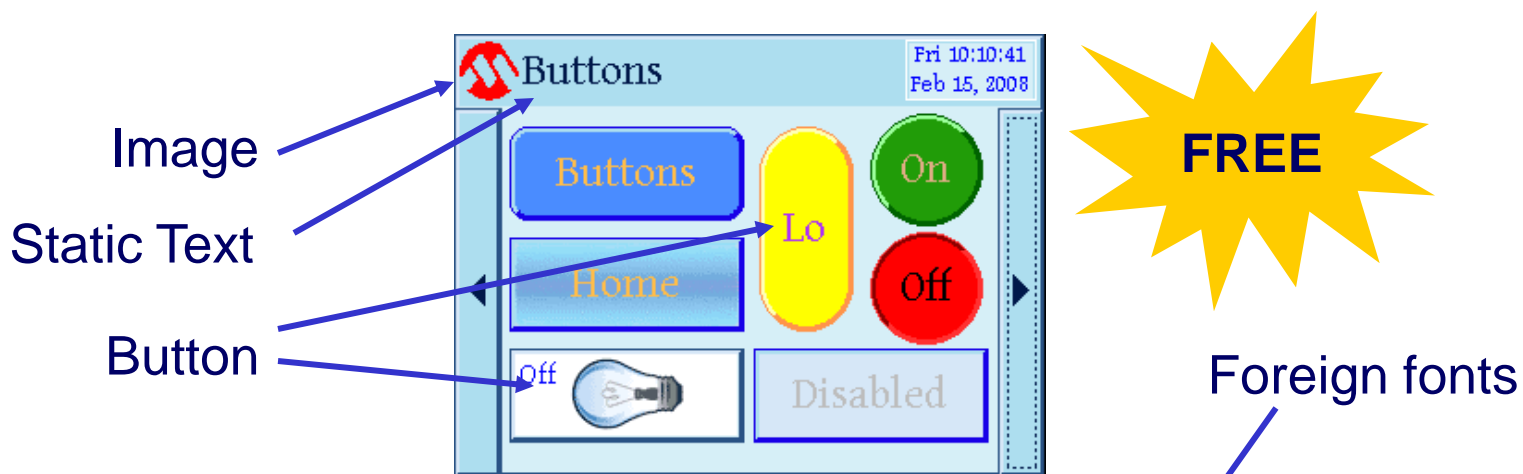 Buttons
Fri 10:10:41
Feb 15, 2008
Image
Static Text
Button
Buttons
Lo
On
Home
Off
Off
Disabled
FREE
Foreign fonts